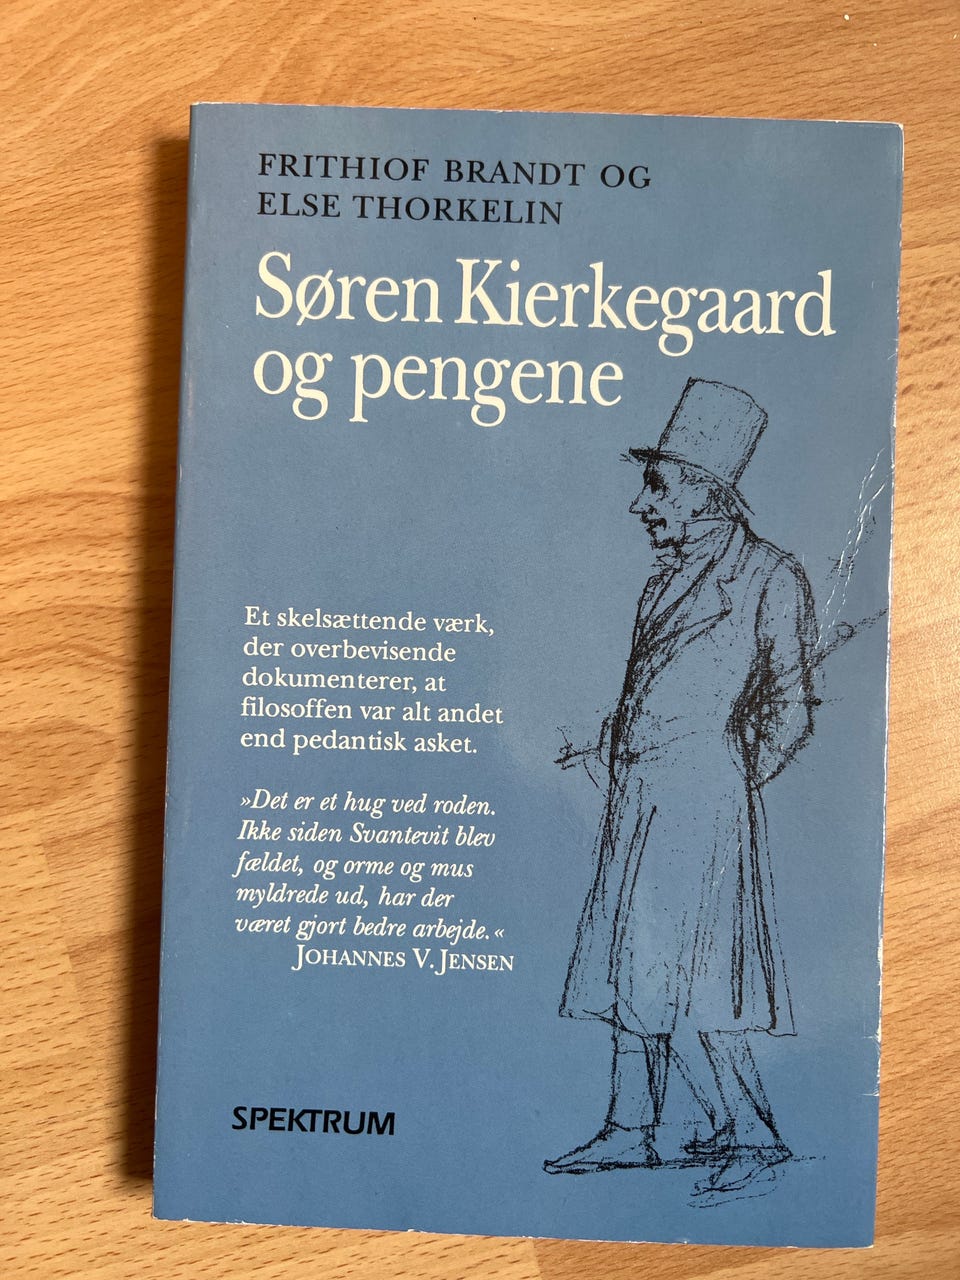 FRITHIOF BRANDT OG
ELSE THORKELIN
Søren Kierkegaard
og pengene
Et skelsættende værk,
der overbevisende
dokumenterer, at
filosoffen var alt andet
end pedantisk asket.
»Det er et hug ved roden.
Ikke siden Svantevit blev
fældet, og orme og mus
myldrede ud, har der
været gjort bedre arbejde.«
JOHANNES V. JENSEN
SPEKTRUM